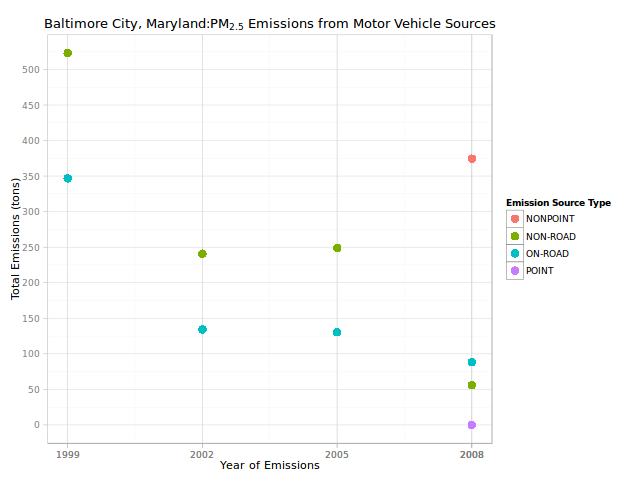 Baltimore City, Maryland:PM2.5 Emissions from Motor Vehicle Sources
Total Emissions (tons)
500
450
400
350
300
250
200
150
100
50
0
1999 2002 2005 2008
Year of Emissions
Emission Source Type
NONPOINT
NON-ROAD
ON-ROAD
POINT